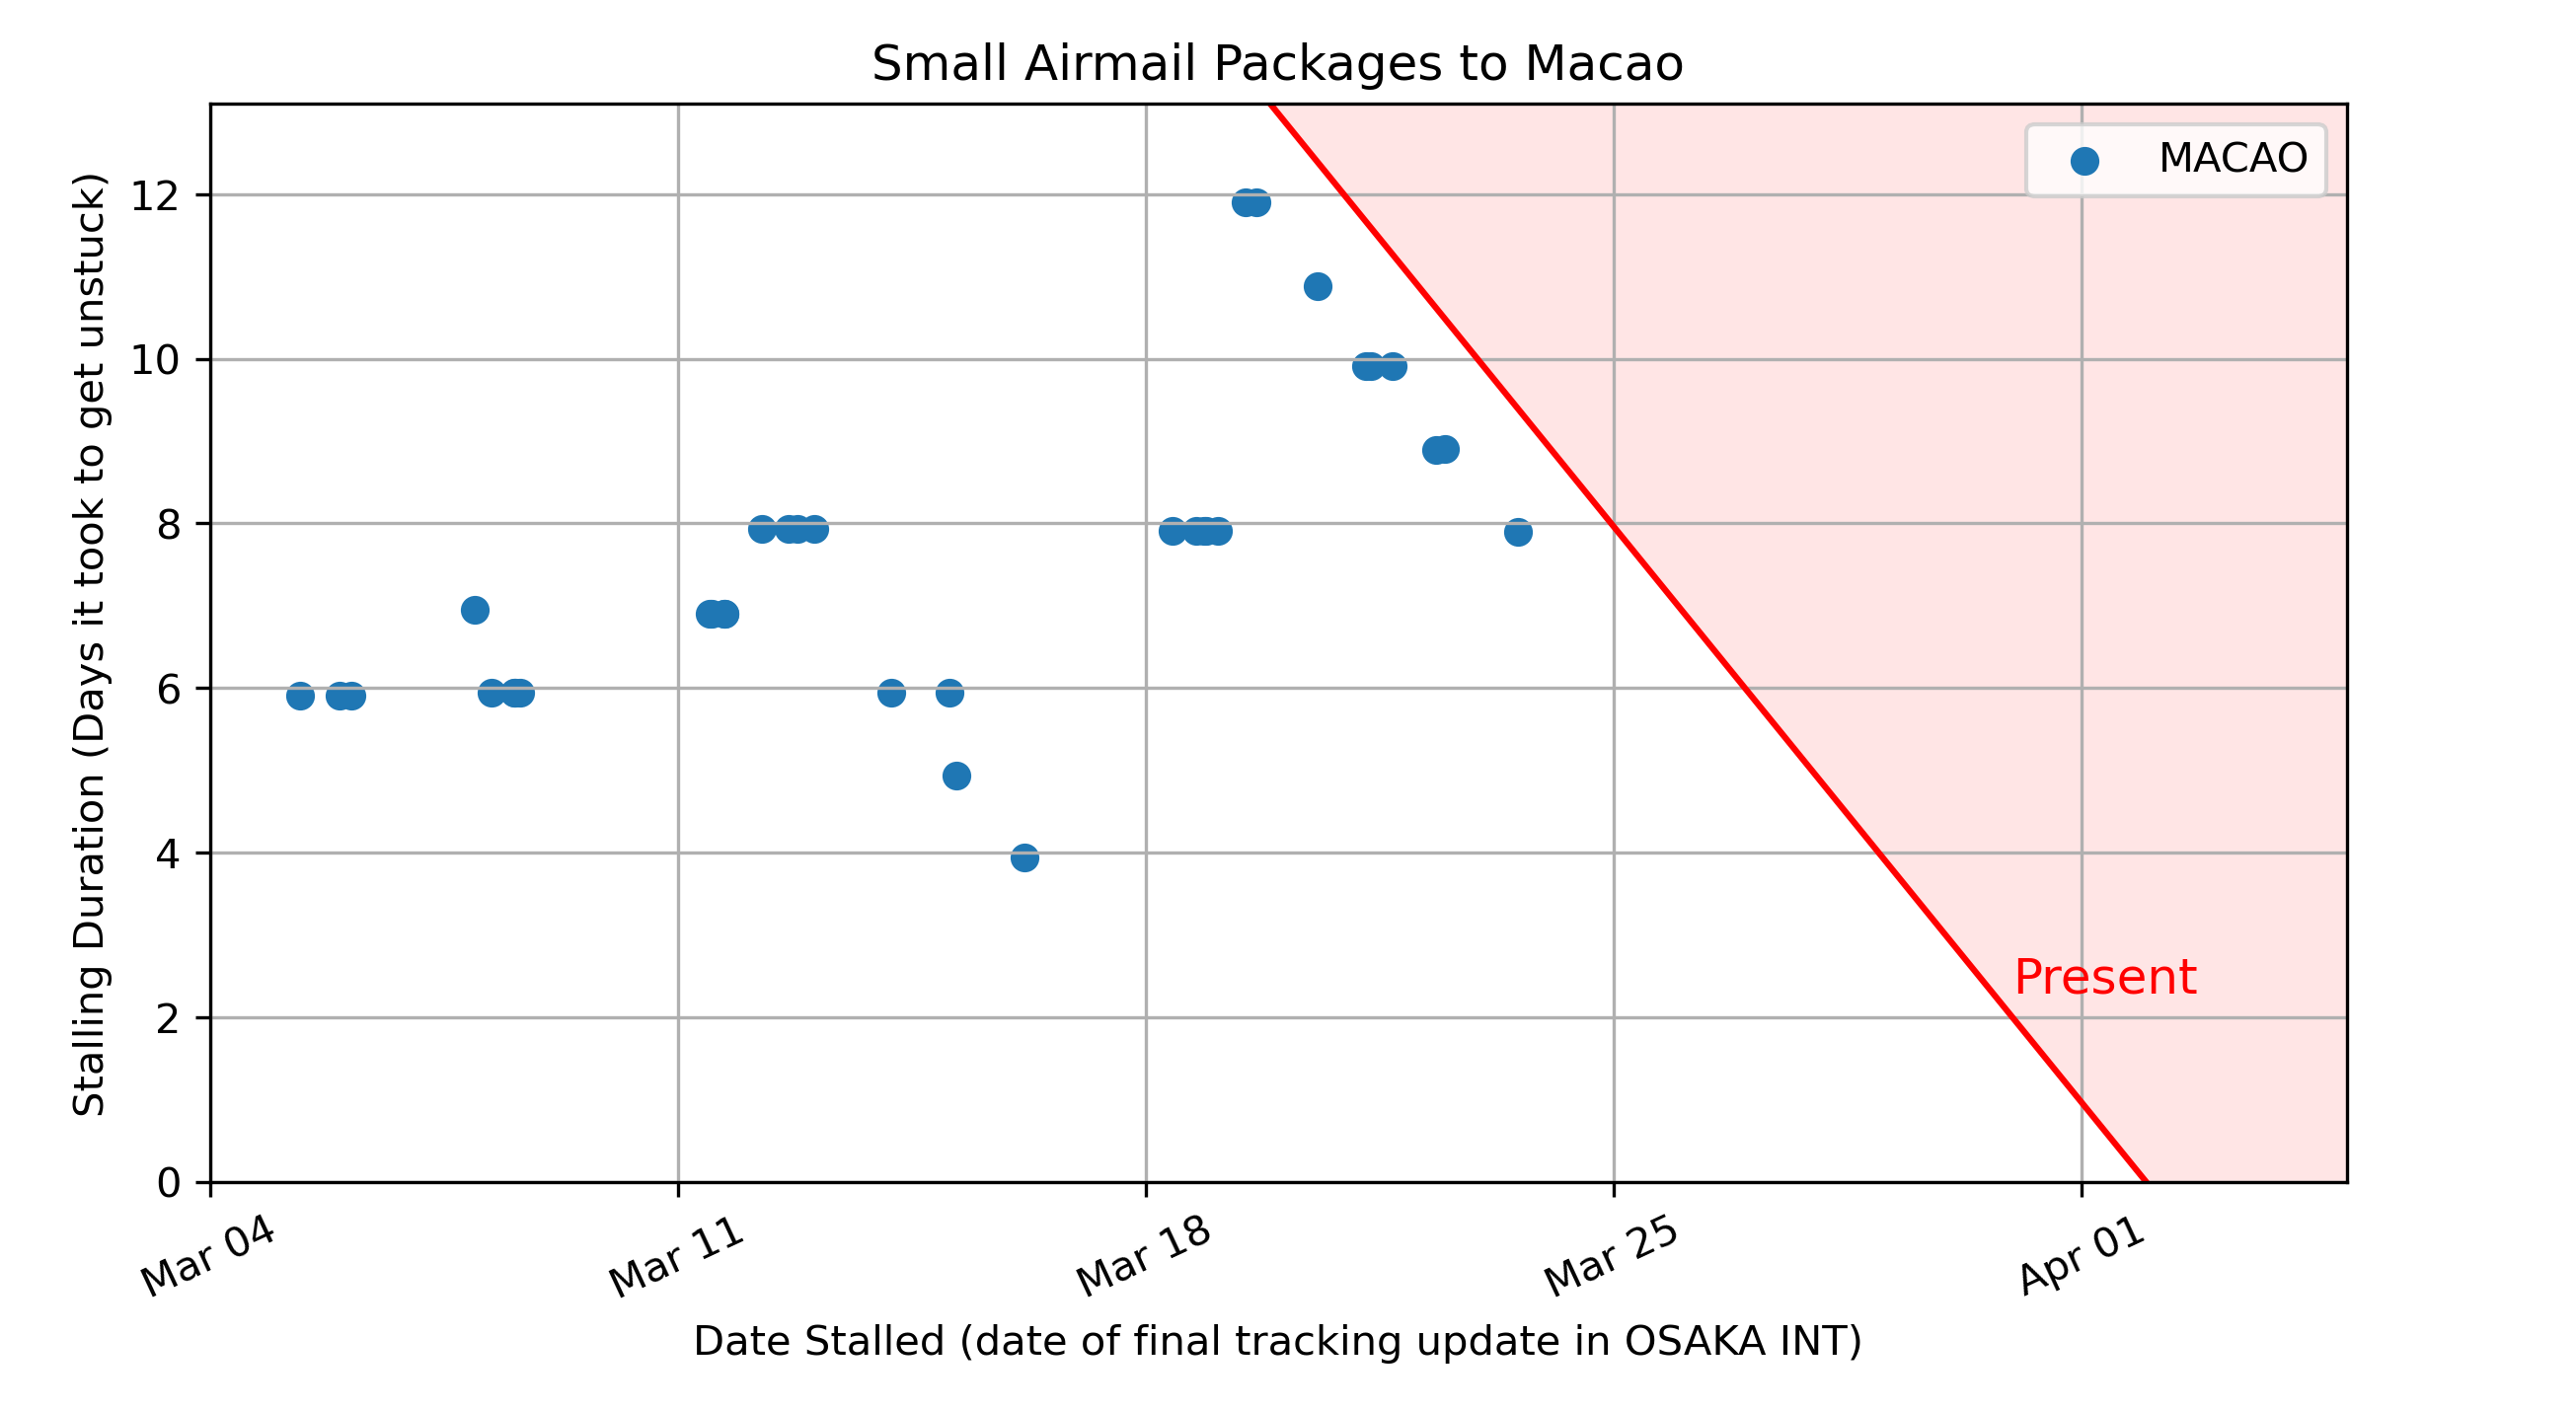 Small Airmail Packages to Macao
MACAO
Stalling Duration (Days it took to get unstuck)
12
10
8
6
4
2
0
Present
Mar 04
Mar 11
Mar 18
Mar 25
Apr 01
Date Stalled (date of final tracking update in OSAKA INT)